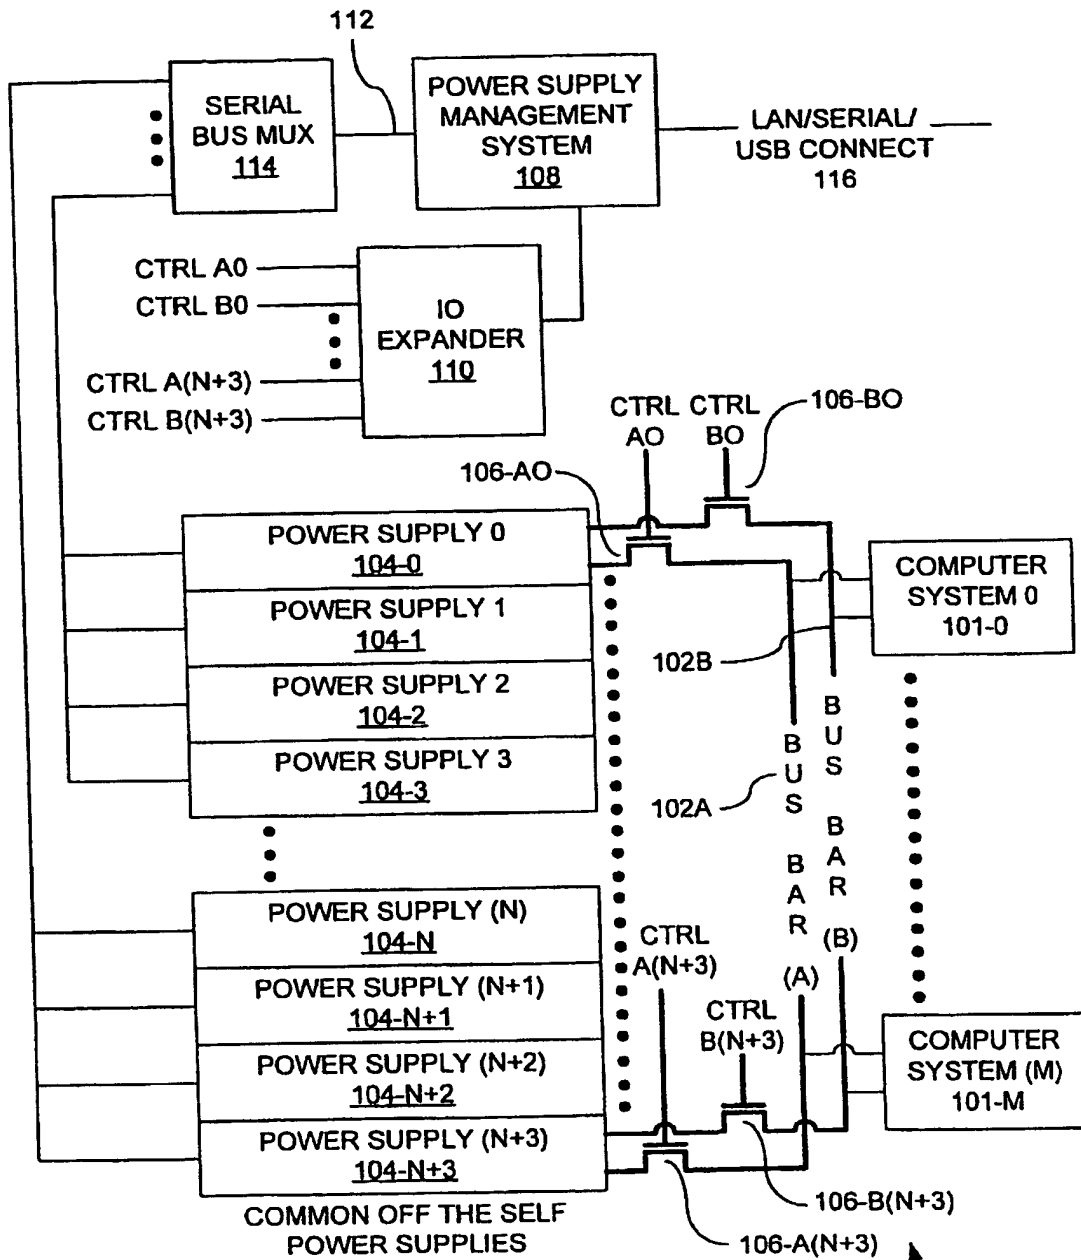 112
SERIAL
BUS MUX
114
POWER SUPPLY
MANAGEMENT
SYSTEM
108
LAN/SERIAL/
USB CONNECT
116
CTRL A0
CTRL B0
CTRL A(N+3)
CTRL B(N+3)
IO
EXPANDER
110
CTRL
AO
CTRL
BO
106-BO
106-AO
POWER SUPPLY 0
104-0
POWER SUPPLY 1
104-1
POWER SUPPLY 2
104-2
POWER SUPPLY 3
104-3
COMPUTER
SYSTEM 0
101-0
102B
102A
BUS BAR (A)
BUS BAR (B)
POWER SUPPLY (N)
104-N
POWER SUPPLY (N+1)
104-N+1
POWER SUPPLY (N+2)
104-N+2
POWER SUPPLY (N+3)
104-N+3
CTRL
A(N+3)
CTRL
B(N+3)
COMPUTER
SYSTEM (M)
101-M
106-B(N+3)
106-A(N+3)
COMMON OFF THE SELF
POWER SUPPLIES